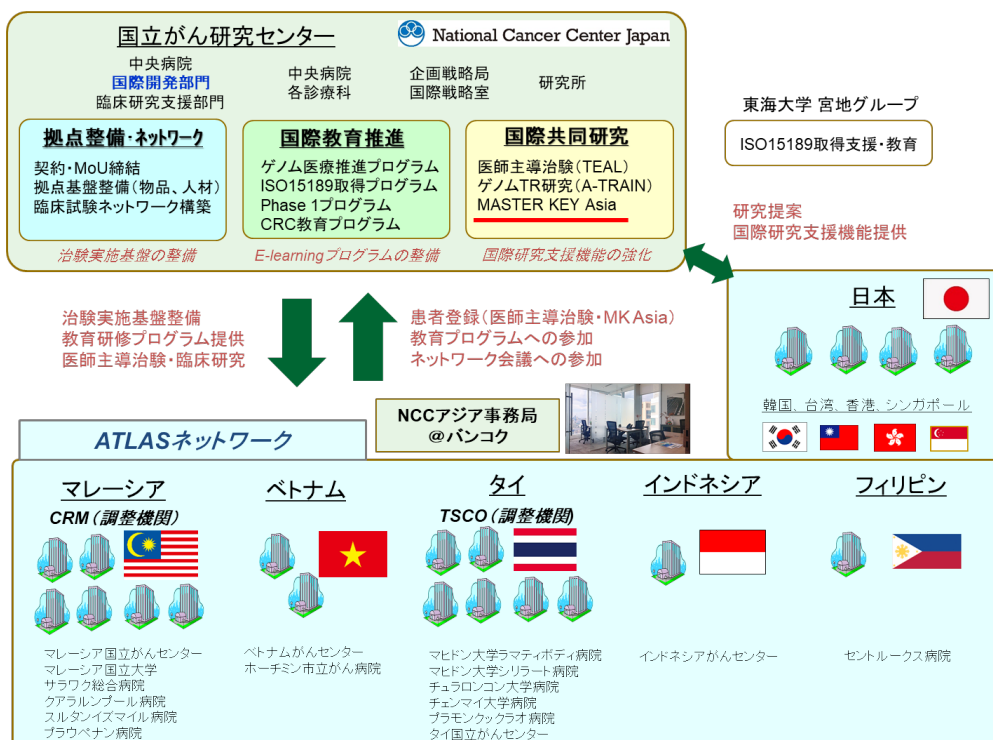 国立がん研究センター
National Cancer Center Japan
中央病院
国際開発部門
臨床研究支援部門
中央病院
各診療科
企画戦略局
国際戦略室
研究所
拠点整備・ネットワーク
契約・MoU締結
拠点基盤整備(物品、人材)
臨床試験ネットワーク構築
治験実施基盤の整備
国際教育推進
ゲノム医療推進プログラム
ISO15189取得プログラム
Phase 1プログラム
CRC教育プログラム
E-learningプログラムの整備
国際共同研究
医師主導治験(TEAL)
ゲノムTR研究(A-TRAIN)
MASTER KEY Asia
国際研究支援機能の強化
東海大学 宮地グループ
ISO15189取得支援・教育
研究提案
国際研究支援機能提供
治験実施基盤整備
教育研修プログラム提供
医師主導治験・臨床研究
患者登録(医師主導治験・MK Asia)
教育プログラムへの参加
ネットワーク会議への参加
日本
韓国、台湾、香港、シンガポール
NCCアジア事務局
@バンコク
ATLASネットワーク
マレーシア
CRM(調整機関)
マレーシア国立がんセンター
マレーシア国立大学
サラワク総合病院
クアラルンプール病院
スルタンイズマイル病院
プラウペナン病院
ベトナム
ベトナムがんセンター
ホーチミン市立がん病院
タイ
TSCO(調整機関)
マヒドン大学ラマティボディ病院
マヒドン大学シリラート病院
チュラロンコン大学病院
チェンマイ大学病院
プラモンクックラオ病院
タイ国立がんセンター
インドネシア
インドネシアがんセンター
フィリピン
セントルークス病院